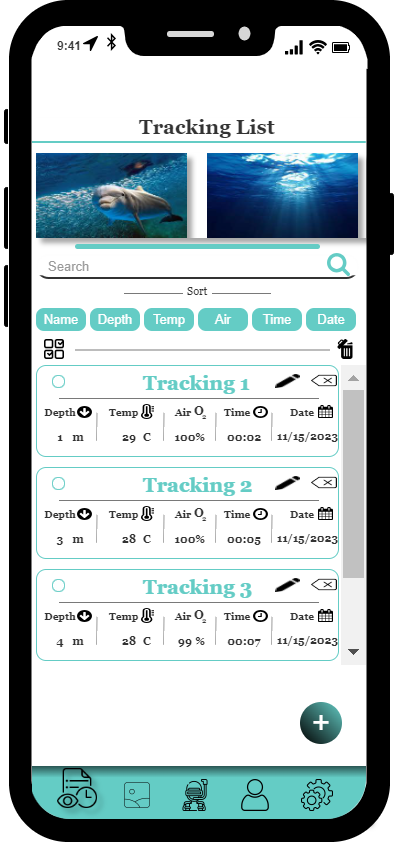 9:41
Tracking List
Search
Sort
Name Depth Temp Air Time Date
Tracking 1
Depth Temp Air O2 Time Date
1 m 29 C 100% 00:02 11/15/2023
Tracking 2
Depth Temp Air O2 Time Date
3 m 28 C 100% 00:05 11/15/2023
Tracking 3
Depth Temp Air O2 Time Date
4 m 28 C 99 % 00:07 11/15/2023
+